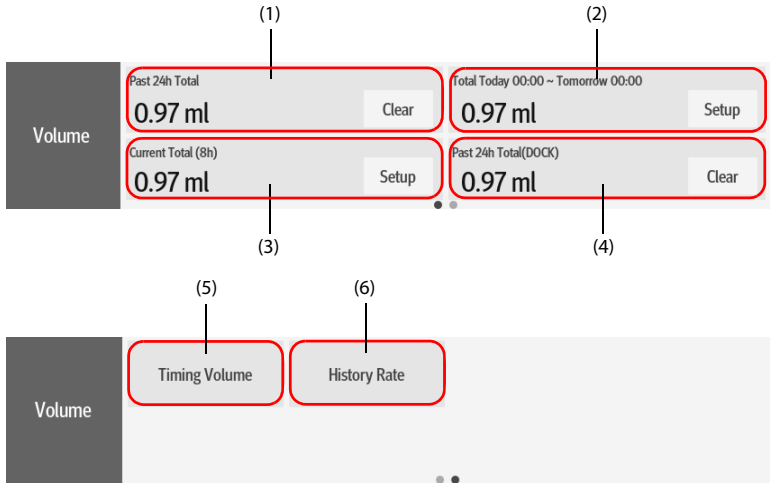 (1)
(2)
Volume
Past 24h Total
0.97 ml
Clear
Total Today 00:00 ~ Tomorrow 00:00
0.97 ml
Setup
Current Total (8h)
0.97 ml
Setup
Past 24h Total(DOCK)
0.97 ml
Clear
(3)
(4)
(5)
(6)
Volume
Timing Volume
History Rate